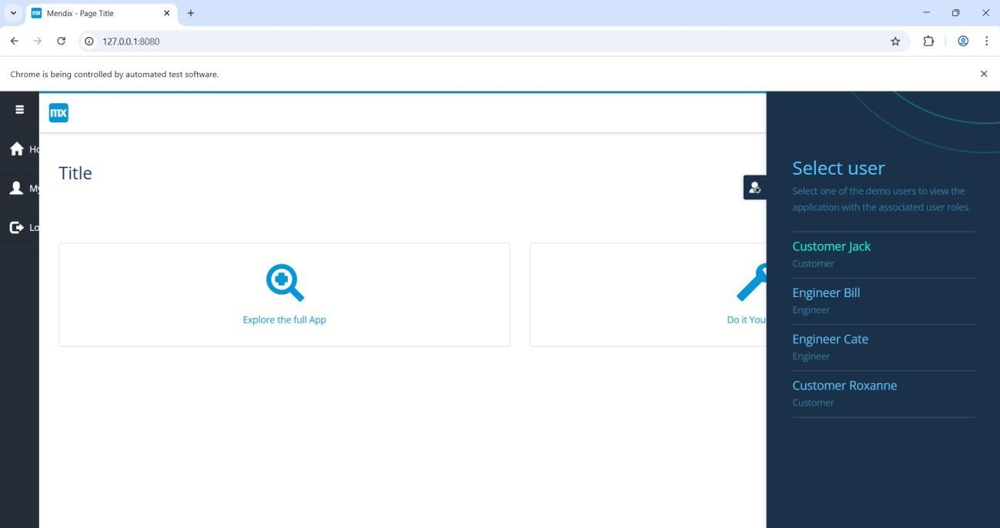 Mendix - Page Title
127.0.0.1:8080
Chrome is being controlled by automated test software.
mx
Ho
My
Lo
Title
Explore the full App
Do it You
Select user
Select one of the demo users to view the
application with the associated user roles.
Customer Jack
Customer
Engineer Bill
Engineer
Engineer Cate
Engineer
Customer Roxanne
Customer